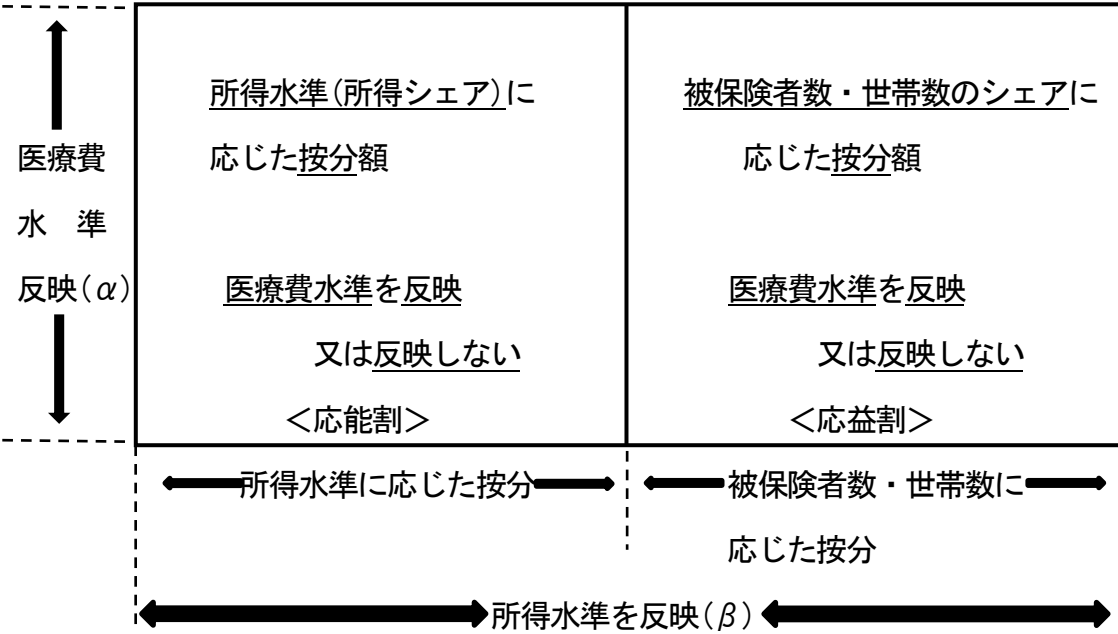 所得水準(所得シェア)に
応じた按分額
医療費水準を反映
又は反映しない
＜応能割＞
被保険者数・世帯数のシェアに
応じた按分額
医療費水準を反映
又は反映しない
＜応益割＞
医療費
水　準
反映(α)
所得水準に応じた按分
被保険者数・世帯数に
応じた按分
所得水準を反映(β)